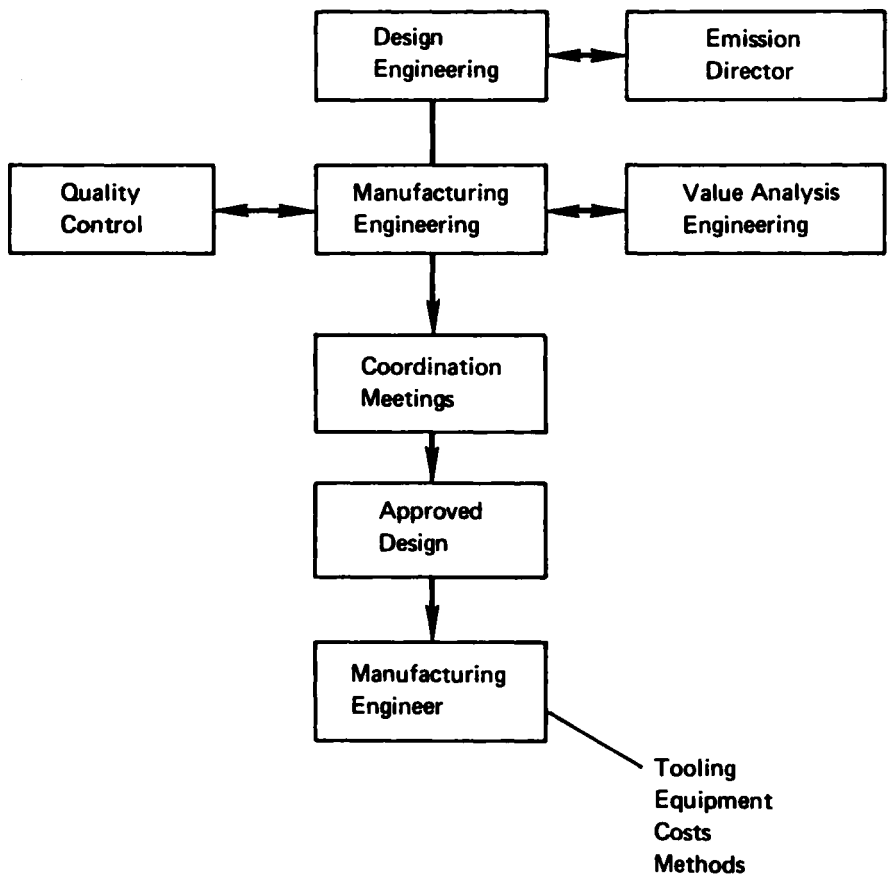 Design
Engineering
Emission
Director
Quality
Control
Manufacturing
Engineering
Value Analysis
Engineering
Coordination
Meetings
Approved
Design
Manufacturing
Engineer
Tooling
Equipment
Costs
Methods